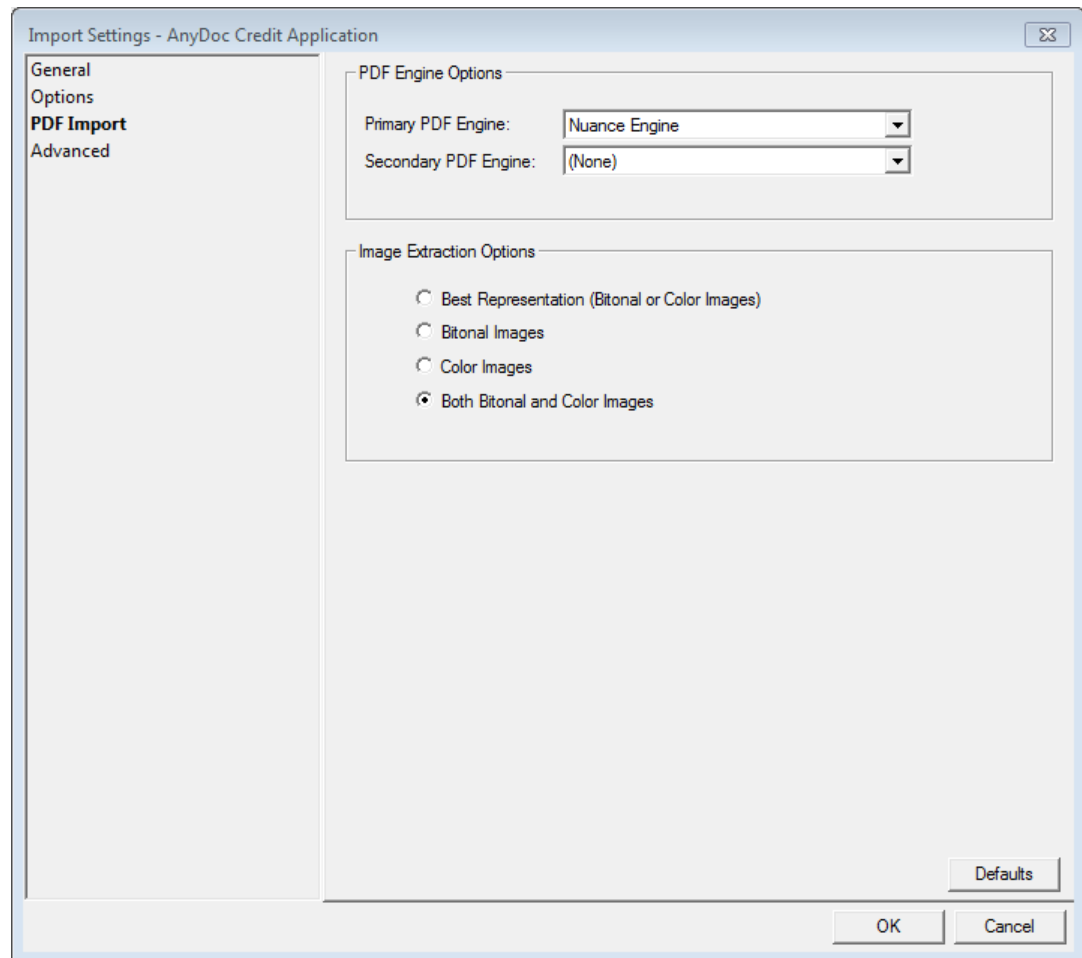 Import Settings - AnyDoc Credit Application
General
Options
PDF Import
Advanced
PDF Engine Options
Primary PDF Engine: Nuance Engine
Secondary PDF Engine: (None)
Image Extraction Options
Best Representation (Bitonal or Color Images)
Bitonal Images
Color Images
Both Bitonal and Color Images
Defaults
OK Cancel